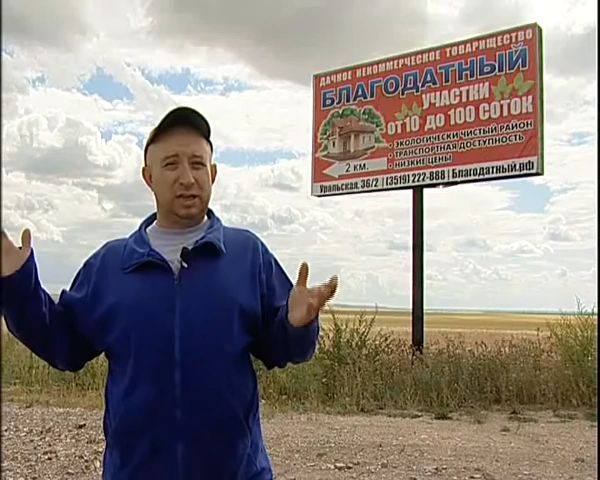 ДАЧНОЕ НЕКОММЕРЧЕСКОЕ ТОВАРИЩЕСТВО
БЛАГОДАТНЫЙ
УЧАСТКИ
ОТ 10 ДО 100 СОТОК
• ЭКОЛОГИЧЕСКИ ЧИСТЫЙ РАЙОН
• ТРАНСПОРТНАЯ ДОСТУПНОСТЬ
• НИЗКИЕ ЦЕНЫ
2 КМ.
Уральская, 36/2 | (3519) 222-888 | Благодатный.рф